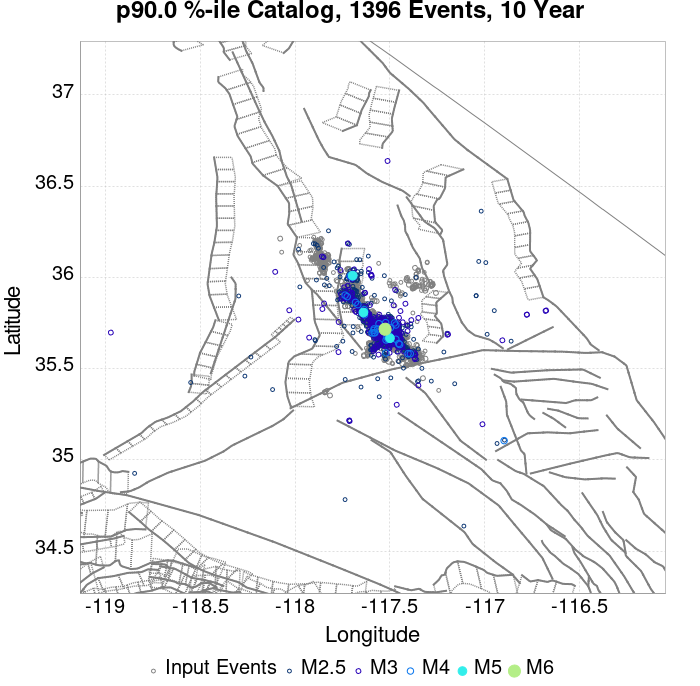 p90.0 %-ile Catalog, 1396 Events, 10 Year
37
36.5
36
35.5
35
34.5
Latitude
-119 -118.5 -118 -117.5 -117 -116.5
Longitude
Input Events M2.5 M3 M4 M5 M6